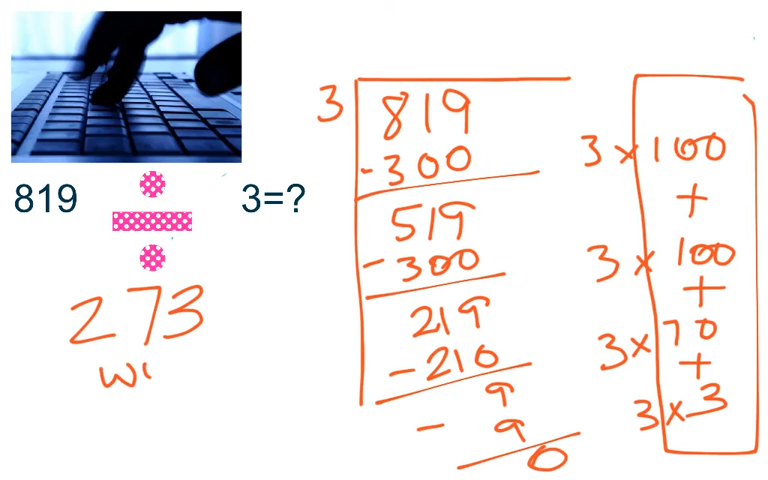 819 ÷ 3=?
273
wi
3 819
-300 3 x 100
+
519
-300 3 x 100
+
219
-210 3 x 70
+
9
- 9 3 x 3
0